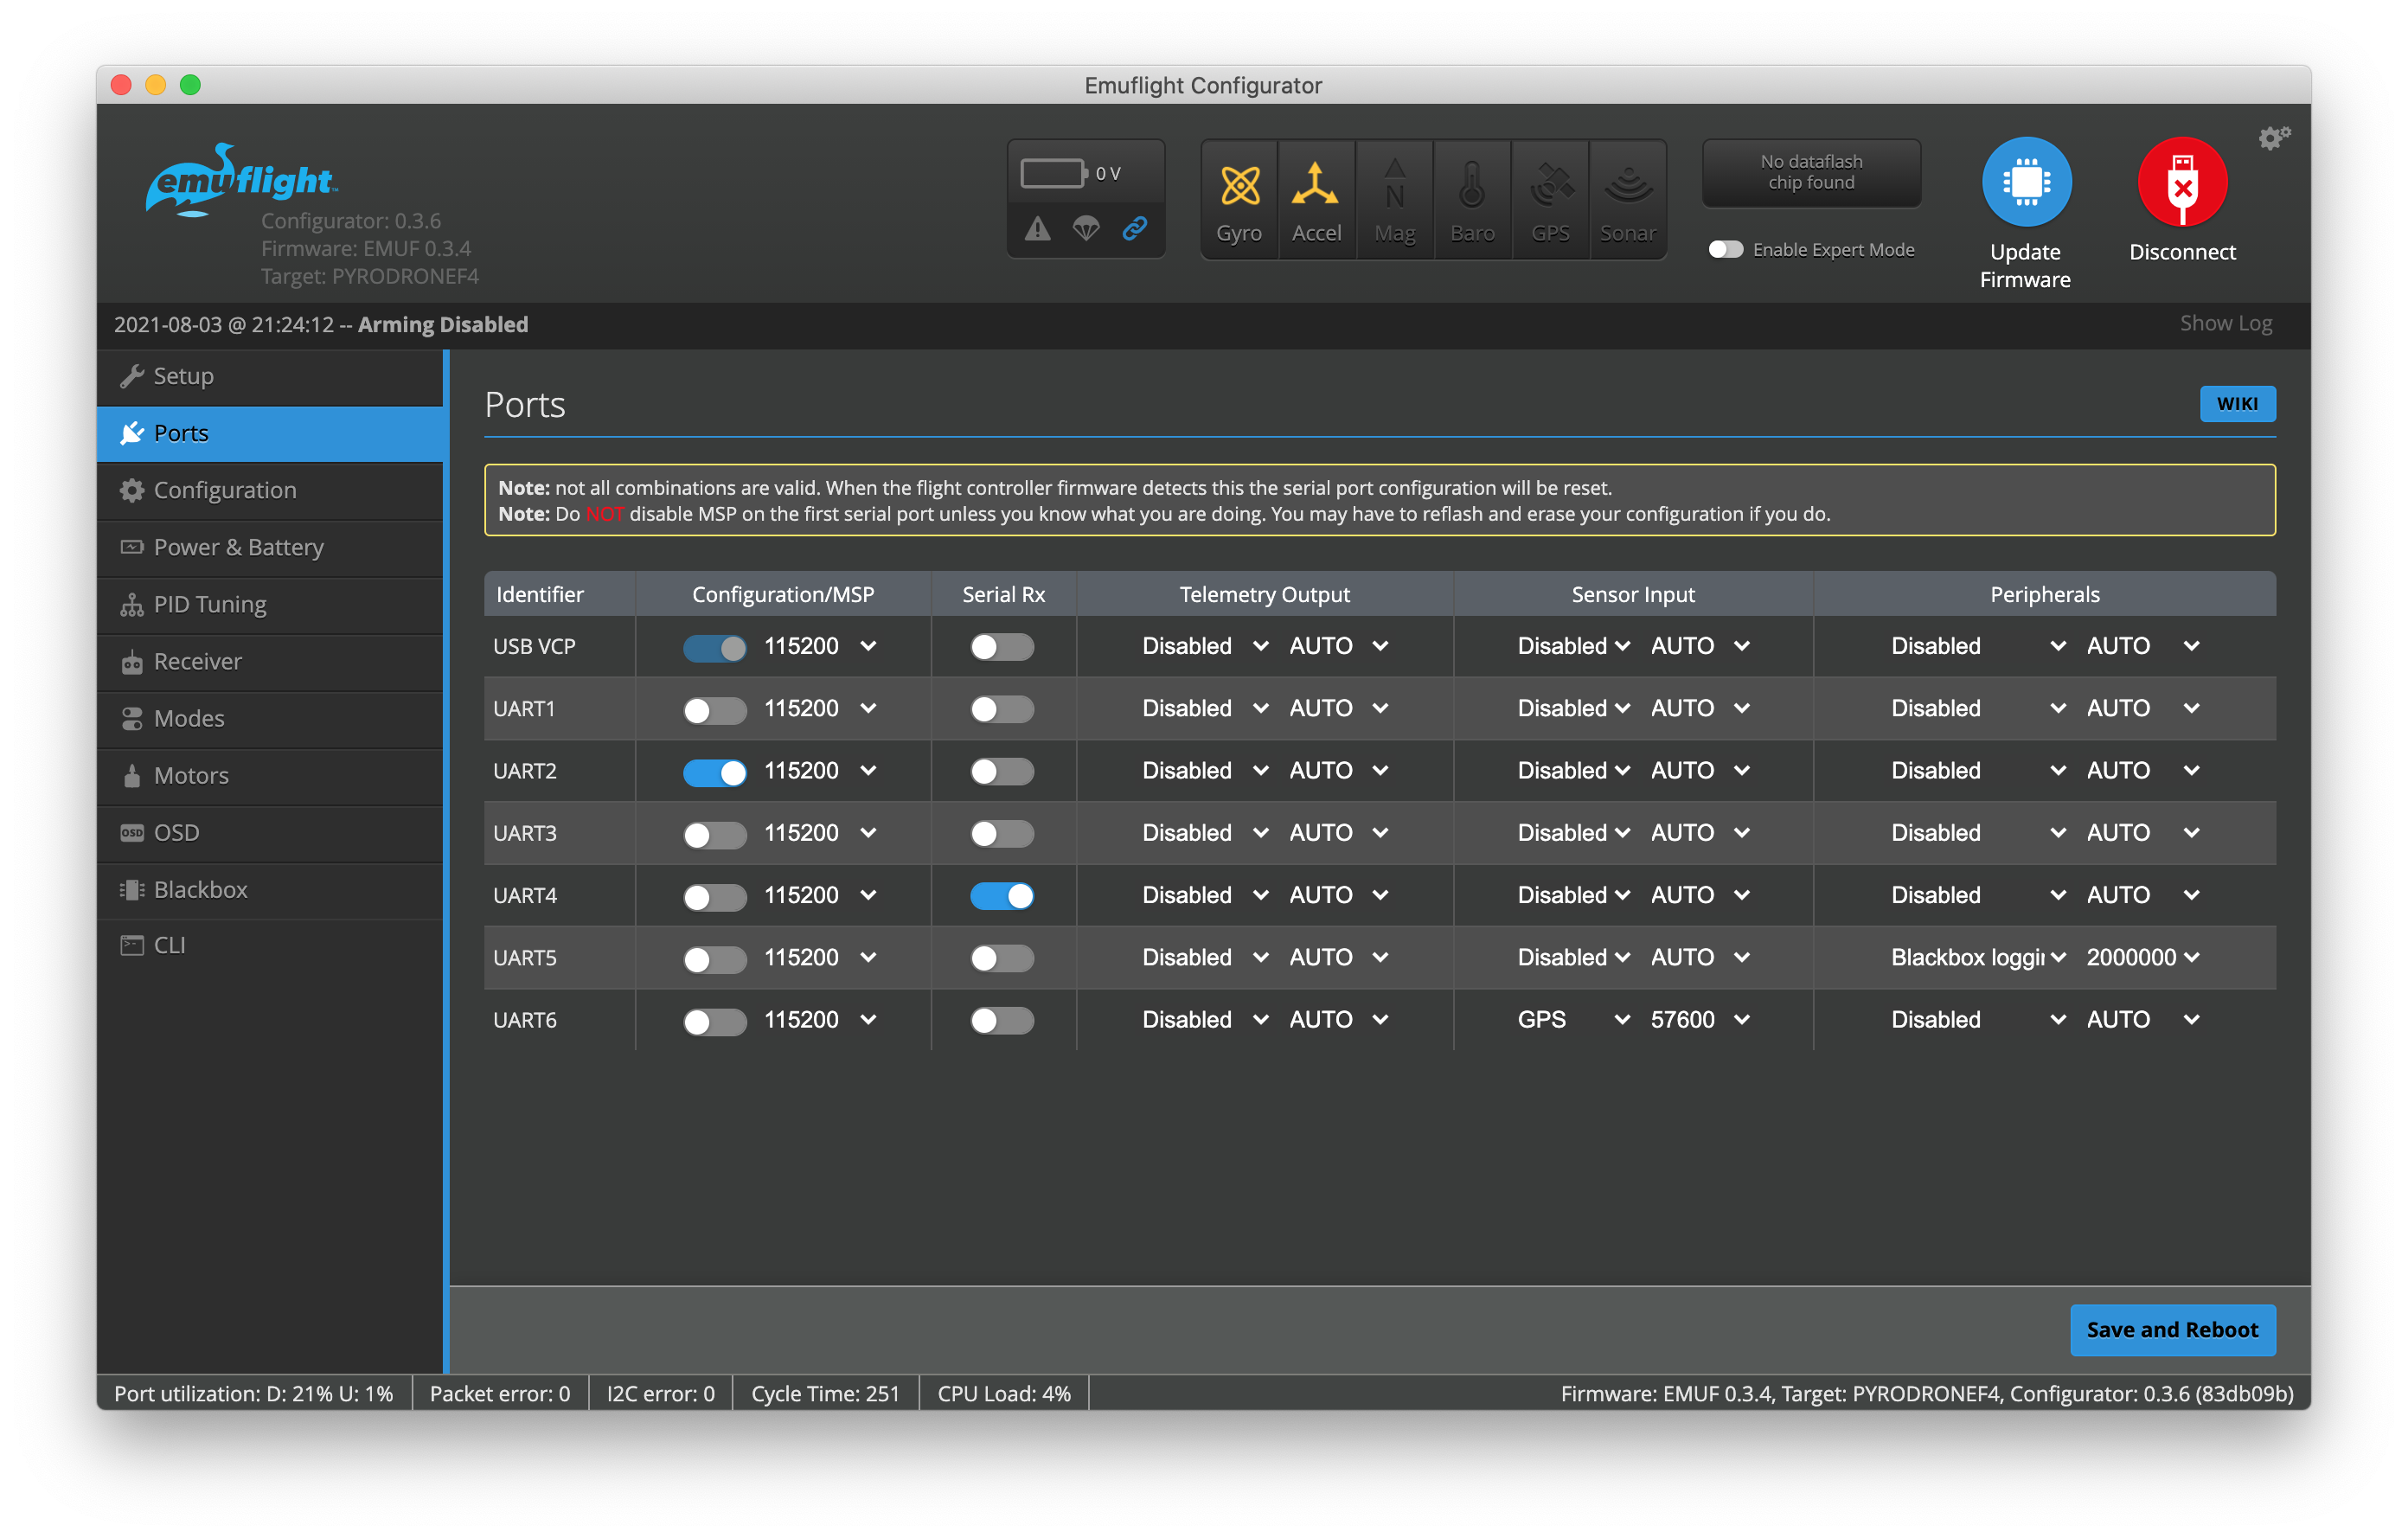 Emuflight Configurator
emuflight™
Configurator: 0.3.6
Firmware: EMUF 0.3.4
Target: PYRODRONEF4
0 V
Gyro
Accel
N
Mag
Baro
GPS
Sonar
No dataflash
chip found
Enable Expert Mode
Update
Firmware
Disconnect
2021-08-03 @ 21:24:12 -- Arming Disabled
Show Log
Setup
Ports
Configuration
Power & Battery
PID Tuning
Receiver
Modes
Motors
OSD OSD
Blackbox
CLI
Ports
WIKI
Note: not all combinations are valid. When the flight controller firmware detects this the serial port configuration will be reset.
Note: Do NOT disable MSP on the first serial port unless you know what you are doing. You may have to reflash and erase your configuration if you do.
Identifier Configuration/MSP Serial Rx Telemetry Output Sensor Input Peripherals
USB VCP 115200 Disabled AUTO Disabled AUTO Disabled AUTO
UART1 115200 Disabled AUTO Disabled AUTO Disabled AUTO
UART2 115200 Disabled AUTO Disabled AUTO Disabled AUTO
UART3 115200 Disabled AUTO Disabled AUTO Disabled AUTO
UART4 115200 Disabled AUTO Disabled AUTO Disabled AUTO
UART5 115200 Disabled AUTO Disabled AUTO Blackbox loggin 2000000
UART6 115200 Disabled AUTO GPS 57600 Disabled AUTO
Save and Reboot
Port utilization: D: 21% U: 1% Packet error: 0 I2C error: 0 Cycle Time: 251 CPU Load: 4% Firmware: EMUF 0.3.4, Target: PYRODRONEF4, Configurator: 0.3.6 (83db09b)